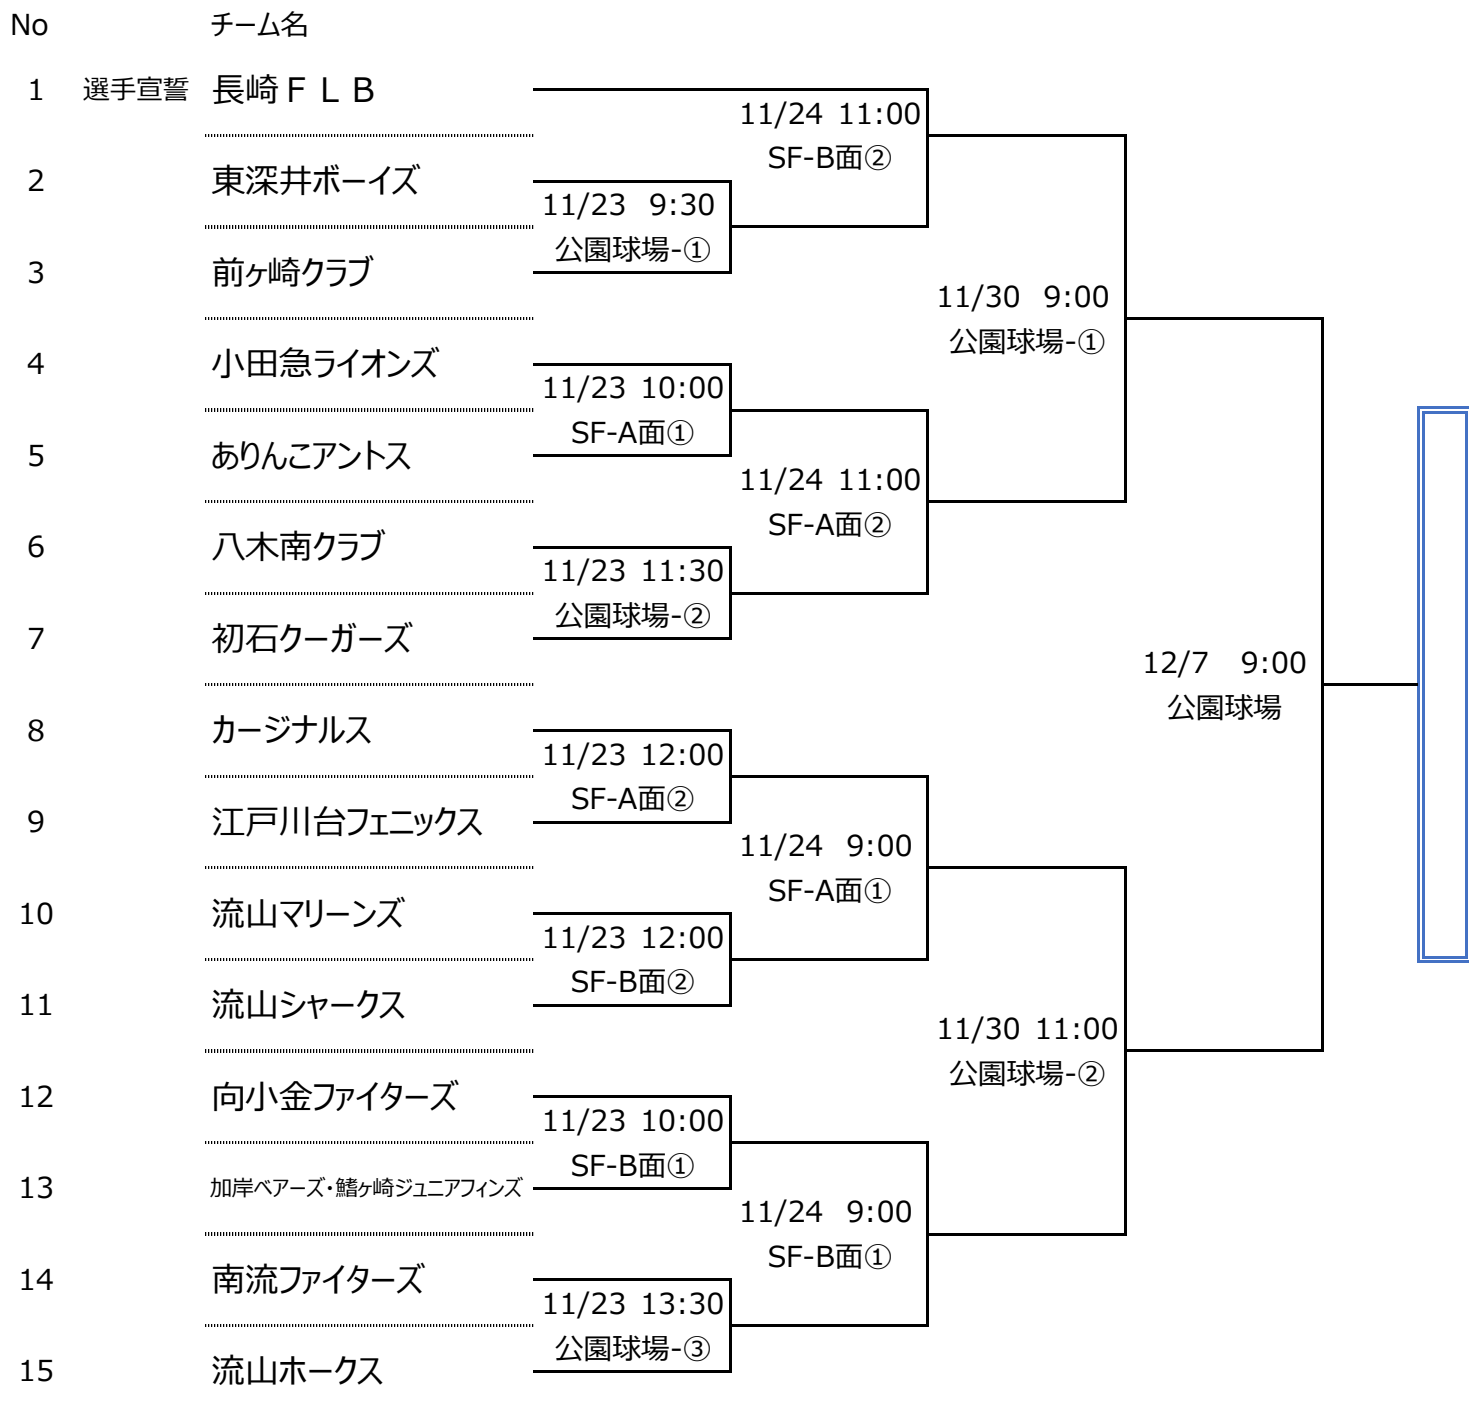 No チーム名
1 選手宣誓 長崎ＦＬＢ
11/24 11:00
SF-B面②
2 東深井ボーイズ
11/23 9:30
公園球場-①
3 前ヶ崎クラブ
11/30 9:00
公園球場-①
4 小田急ライオンズ
11/23 10:00
SF-A面①
5 ありんこアントス
11/24 11:00
SF-A面②
6 八木南クラブ
11/23 11:30
公園球場-②
7 初石クーガーズ
12/7 9:00
公園球場
8 カージナルス
11/23 12:00
SF-A面②
9 江戸川台フェニックス
11/24 9:00
SF-A面①
10 流山マリーンズ
11/23 12:00
SF-B面②
11 流山シャークス
11/30 11:00
公園球場-②
12 向小金ファイターズ
11/23 10:00
SF-B面①
13 加岸ベアーズ・鰭ヶ崎ジュニアフィンズ
11/24 9:00
SF-B面①
14 南流ファイターズ
11/23 13:30
公園球場-③
15 流山ホークス